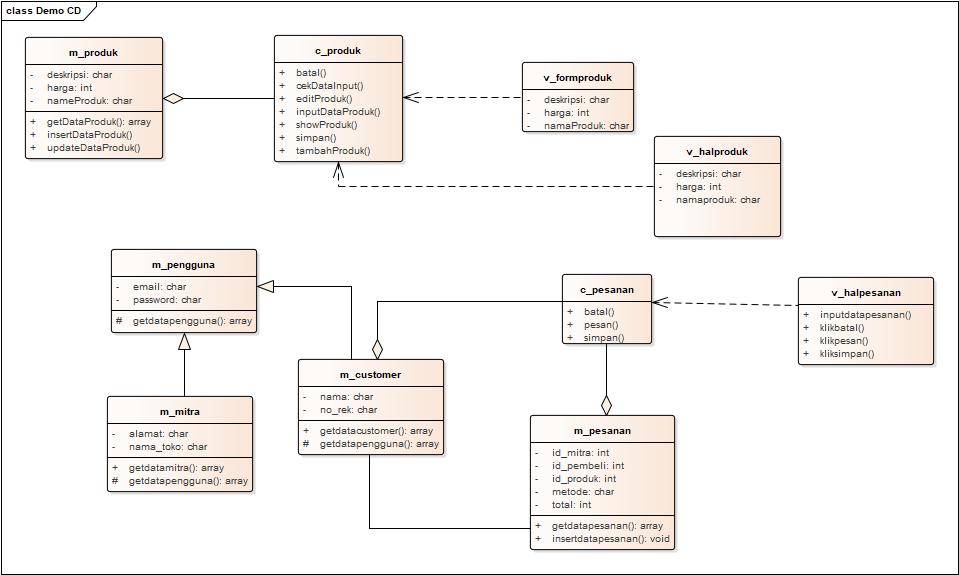 class Demo CD
m_produk
- deskripsi: char
- harga: int
- nameProduk: char
+ getDataProduk(): array
+ insertDataProduk()
+ updateDataProduk()
c_produk
+ batal()
+ cekDataInput()
+ editProduk()
+ inputDataProduk()
+ showProduk()
+ simpan()
+ tambahProduk()
v_formproduk
- deskripsi: char
- harga: int
- namaProduk: char
v_halproduk
- deskripsi: char
- harga: int
- namaproduk: char
m_pengguna
- email: char
- password: char
# getdatapengguna(): array
c_pesanan
+ batal()
+ pesan()
+ simpan()
v_halpesanan
+ inputdatapesanan()
+ klikbatal()
+ klikpesan()
+ kliksimpan()
m_customer
- nama: char
- no_rek: char
+ getdatacustomer(): array
# getdatapengguna(): array
m_mitra
- alamat: char
- nama_toko: char
+ getdatamitra(): array
# getdatapengguna(): array
m_pesanan
- id_mitra: int
- id_pembeli: int
- id_produk: int
- metode: char
- total: int
+ getdatapesanan(): array
+ insertdatapesanan(): void